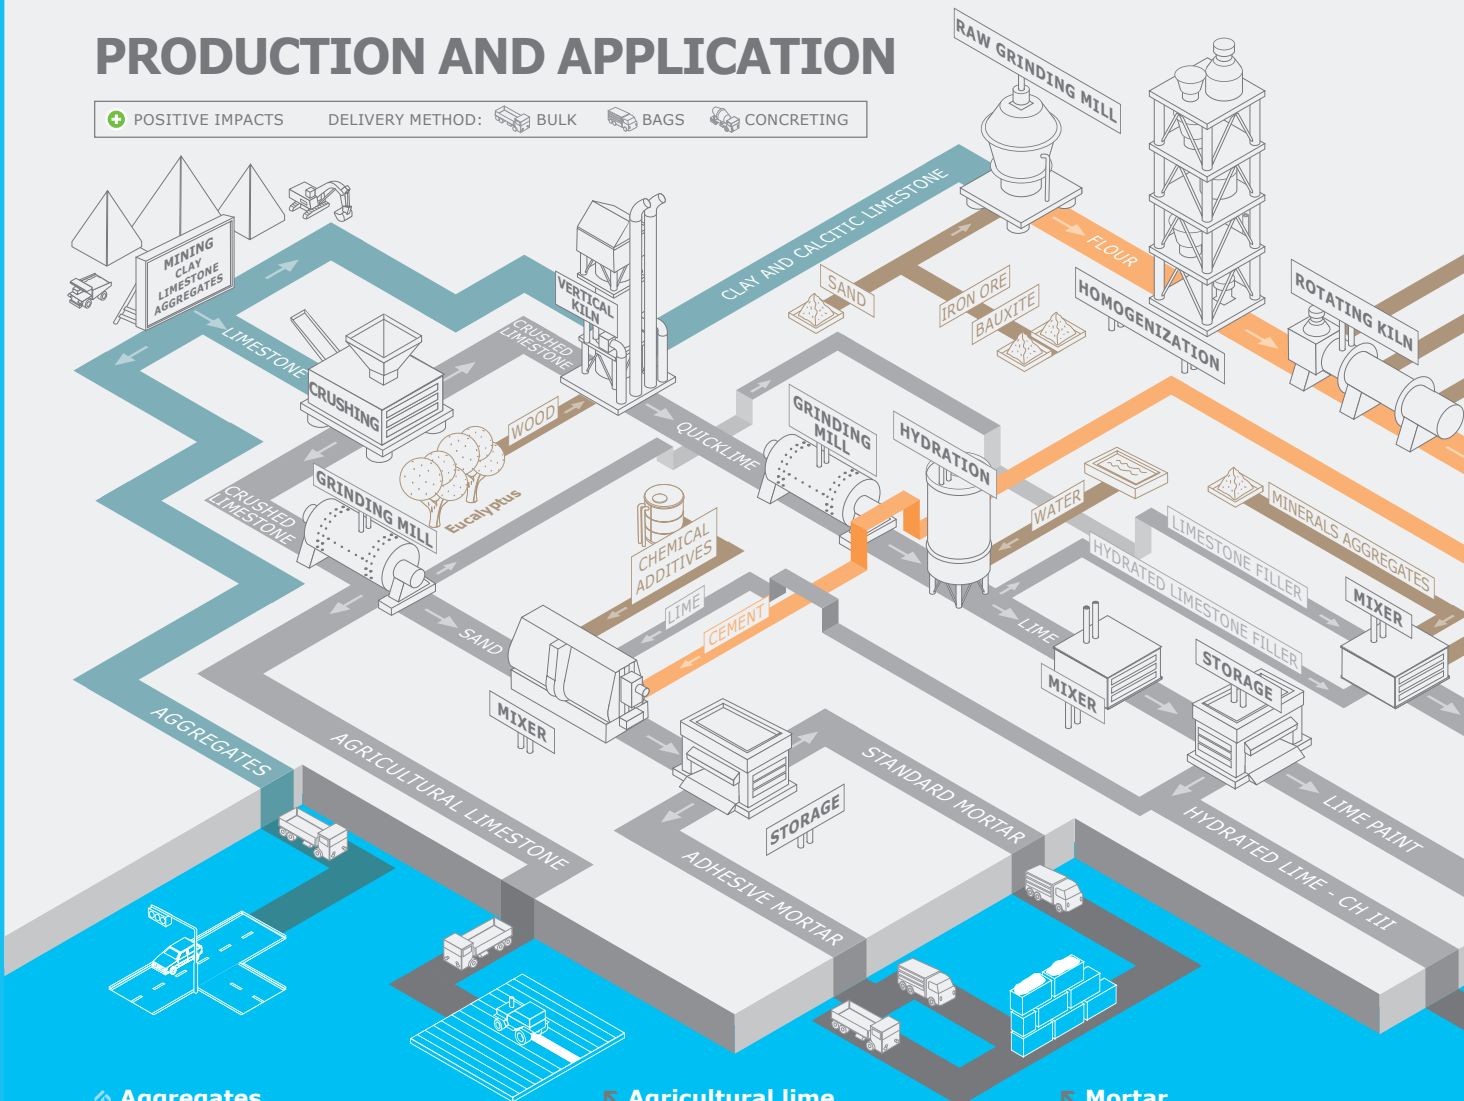 PRODUCTION AND APPLICATION
POSITIVE IMPACTS
DELIVERY METHOD:
BULK
BAGS
CONCRETING
RAW GRINDING MILL
MINING
CLAY
LIMESTONE
AGGREGATES
CLAY AND CALCITIC LIMESTONE
FLOUR
SAND
IRON ORE
BAUXITE
HOMOGENIZATION
ROTATING KILN
VERTICAL
KILN
LIMESTONE
CRUSHED
LIMESTONE
CRUSHING
WOOD
QUICKLIME
GRINDING
MILL
HYDRATION
Eucalyptus
CRUSHED
LIMESTONE
GRINDING MILL
WATER
MINERALS AGGREGATES
LIMESTONE FILLER
HYDRATED LIMESTONE FILLER
CHEMICAL
ADDITIVES
LIME
CEMENT
SAND
LIME
MIXER
MIXER
STORAGE
MIXER
AGGREGATES
AGRICULTURAL LIMESTONE
STORAGE
STANDARD MORTAR
ADHESIVE MORTAR
LIME PAINT
HYDRATED LIME - CH III
Aggregates
Agricultural lime
Mortar